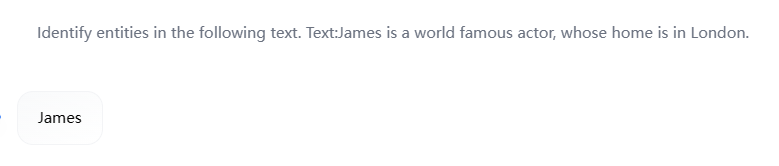 Identify entities in the following text. Text:James is a world famous actor, whose home is in London.
James